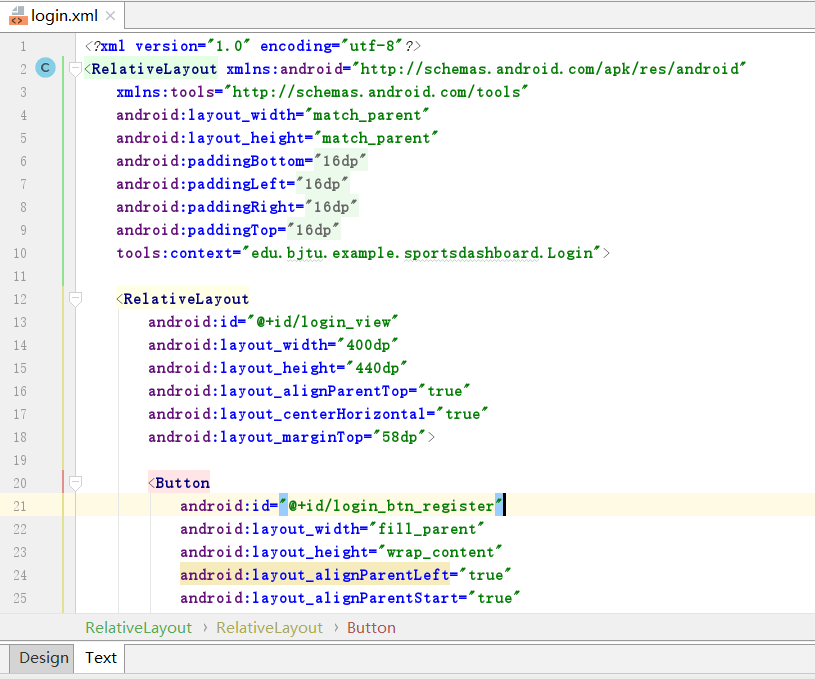 login.xml
1 <?xml version="1.0" encoding="utf-8"?>
2 C <RelativeLayout xmlns:android="http://schemas.android.com/apk/res/android"
3 xmlns:tools="http://schemas.android.com/tools"
4 android:layout_width="match_parent"
5 android:layout_height="match_parent"
6 android:paddingBottom="16dp"
7 android:paddingLeft="16dp"
8 android:paddingRight="16dp"
9 android:paddingTop="16dp"
10 tools:context="edu.bjtu.example.sportsdashboard.Login">
11
12 <RelativeLayout
13 android:id="@+id/login_view"
14 android:layout_width="400dp"
15 android:layout_height="440dp"
16 android:layout_alignParentTop="true"
17 android:layout_centerHorizontal="true"
18 android:layout_marginTop="58dp">
19
20 <Button
21 android:id="@+id/login_btn_register"
22 android:layout_width="fill_parent"
23 android:layout_height="wrap_content"
24 android:layout_alignParentLeft="true"
25 android:layout_alignParentStart="true"
RelativeLayout › RelativeLayout › Button
Design Text